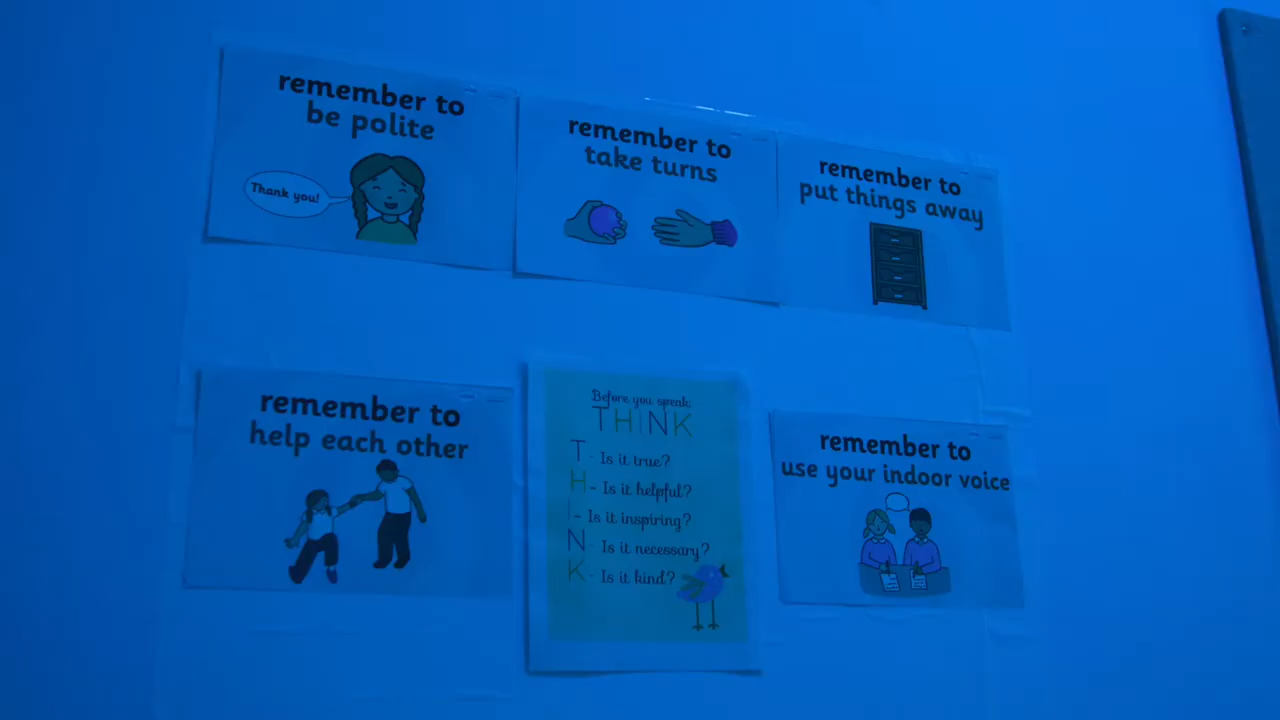 remember to
be polite
Thank you!
remember to
take turns
remember to
put things away
remember to
help each other
Before you speak:
THINK
T - Is it true?
H - Is it helpful?
I - Is it inspiring?
N - Is it necessary?
K - Is it kind?
remember to
use your indoor voice